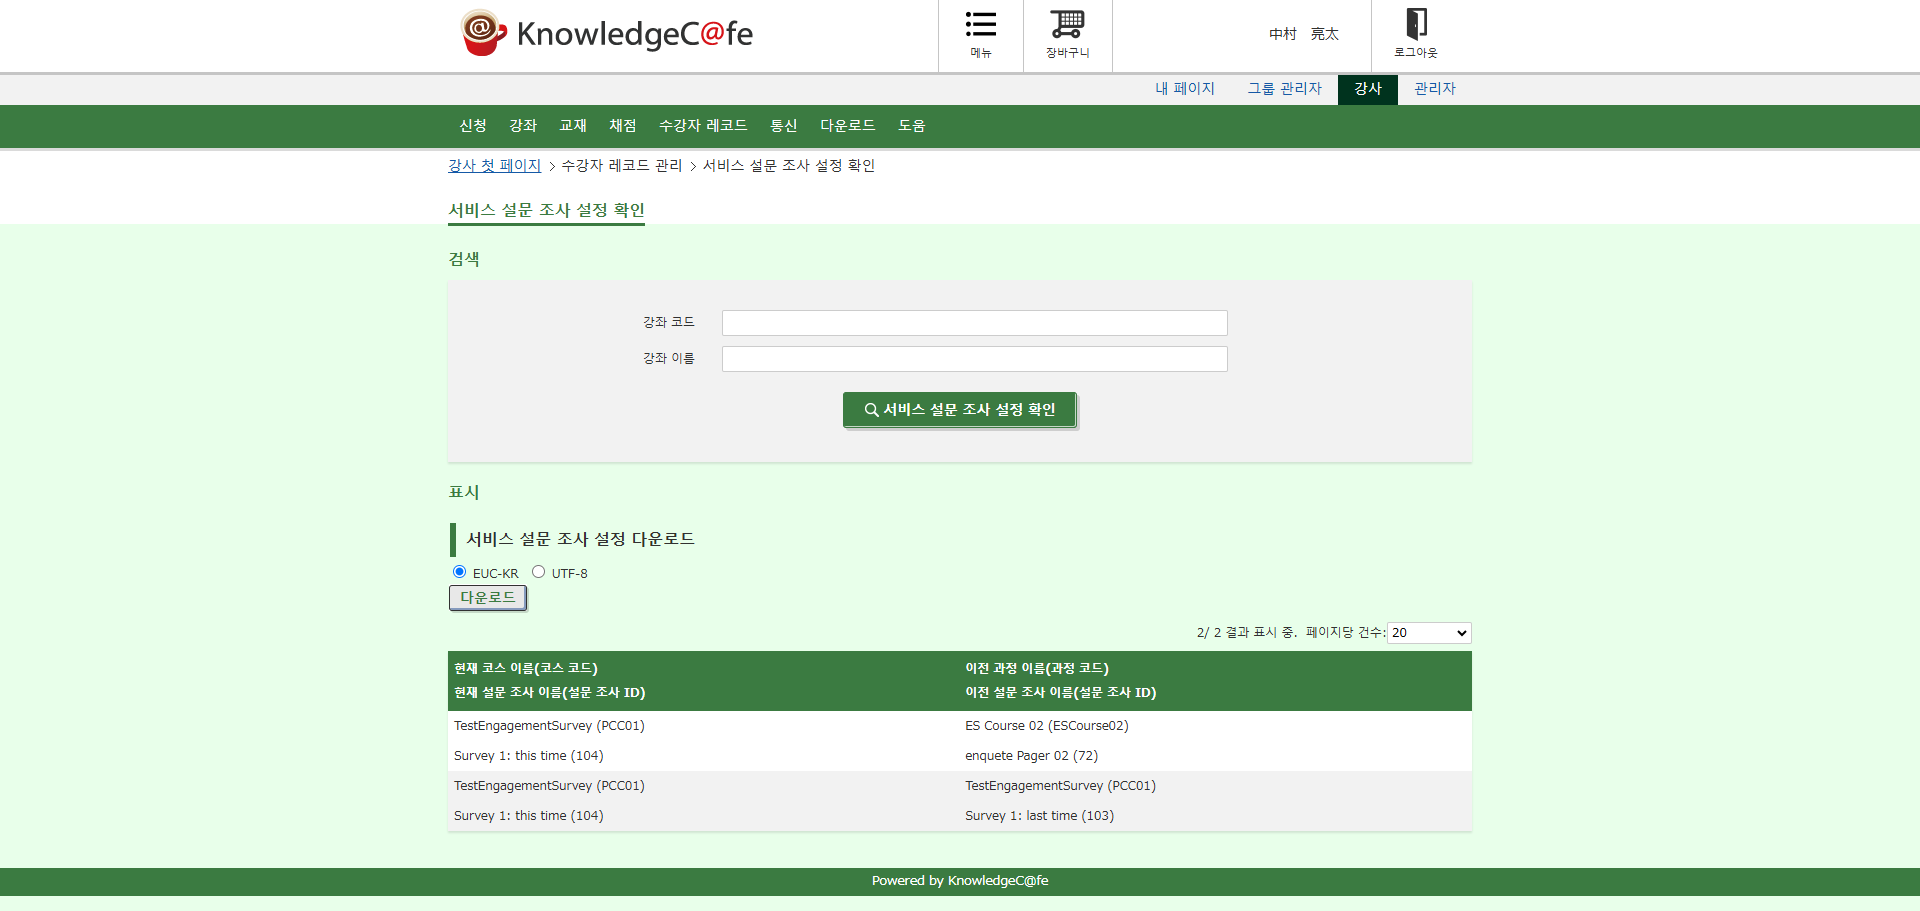 KnowledgeC@fe
메뉴
장바구니
中村 亮太
로그아웃
내 페이지 그룹 관리자 강사 관리자
신청 강좌 교재 채점 수강자 레코드 통신 다운로드 도움
강사 첫 페이지 > 수강자 레코드 관리 > 서비스 설문 조사 설정 확인
서비스 설문 조사 설정 확인
검색
강좌 코드
강좌 이름
서비스 설문 조사 설정 확인
표시
서비스 설문 조사 설정 다운로드
EUC-KR UTF-8
다운로드
2/ 2 결과 표시 중. 페이지당 건수: 20
현재 코스 이름(코스 코드) 이전 과정 이름(과정 코드)
현재 설문 조사 이름(설문 조사 ID) 이전 설문 조사 이름(설문 조사 ID)
TestEngagementSurvey (PCC01) ES Course 02 (ESCourse02)
Survey 1: this time (104) enquete Pager 02 (72)
TestEngagementSurvey (PCC01) TestEngagementSurvey (PCC01)
Survey 1: this time (104) Survey 1: last time (103)
Powered by KnowledgeC@fe